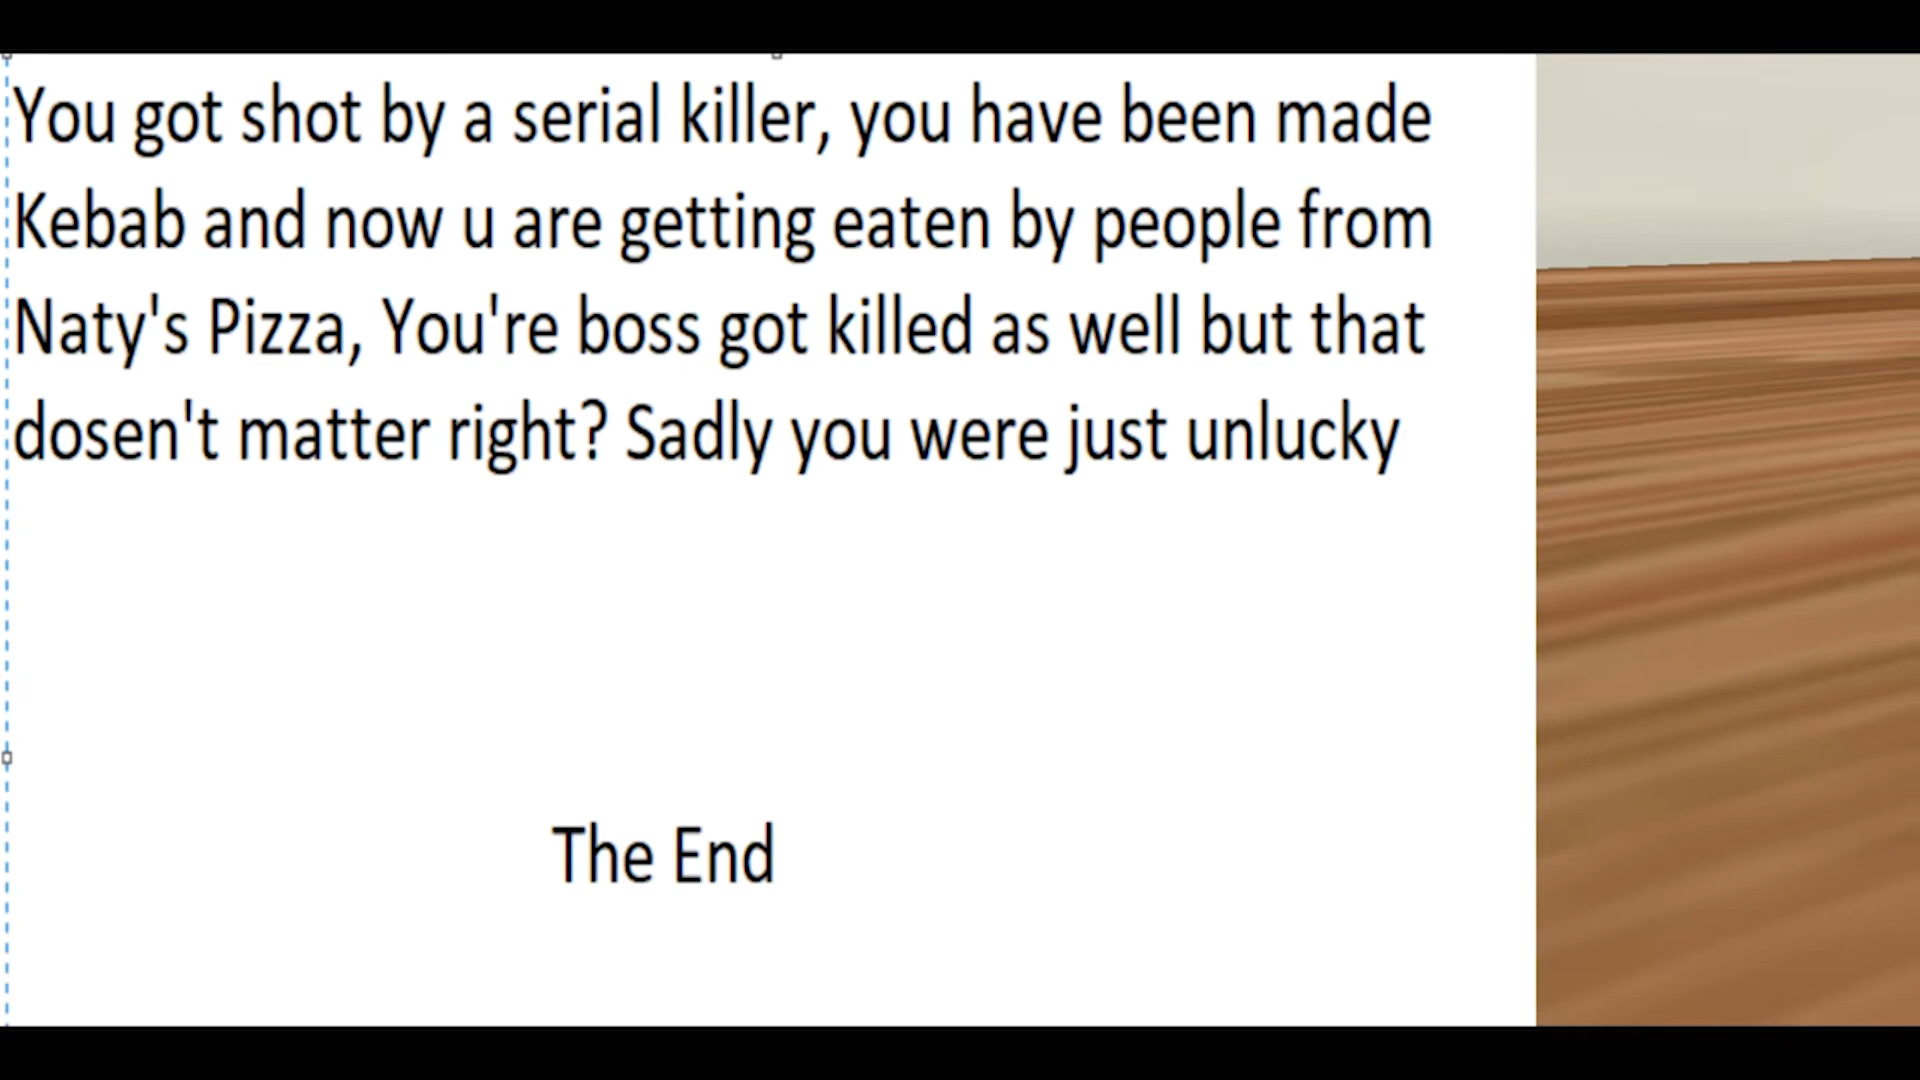 You got shot by a serial killer, you have been made
Kebab and now u are getting eaten by people from
Naty's Pizza, You're boss got killed as well but that
dosen't matter right? Sadly you were just unlucky
The End